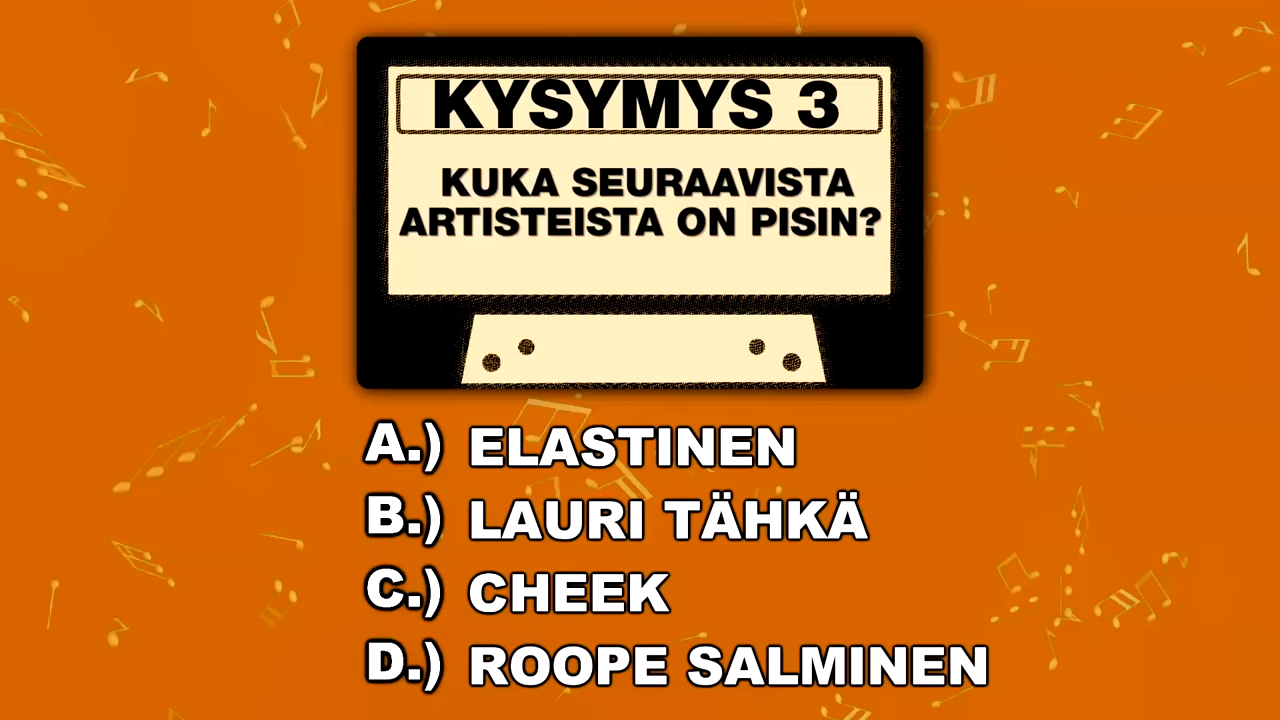 KYSYMYS 3
KUKA SEURAAVISTA
ARTISTEISTA ON PISIN?
A.) ELASTINEN
B.) LAURI TÄHKÄ
C.) CHEEK
D.) ROOPE SALMINEN